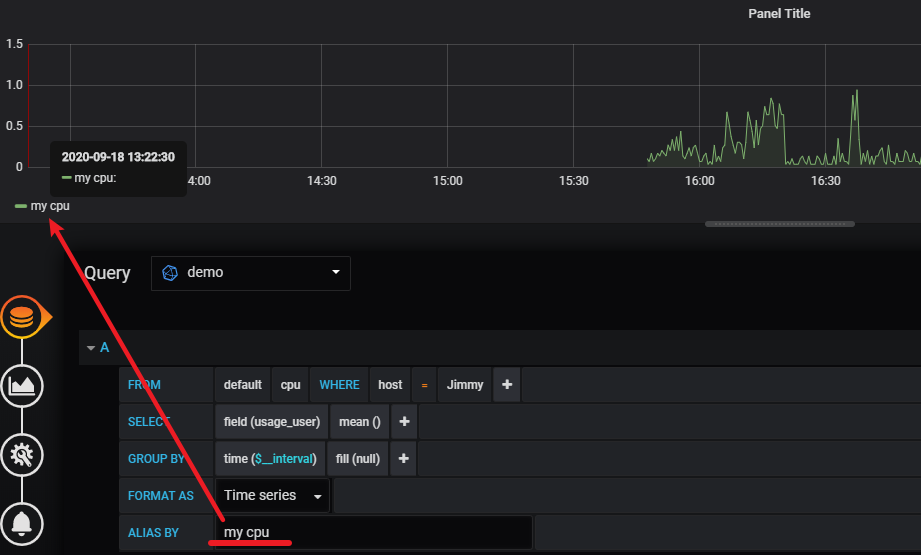 Panel Title
1.5
1.0
0.5
0
2020-09-18 13:22:30
my cpu:
4:00 14:30 15:00 15:30 16:00 16:30
my cpu
Query demo
A
FROM default cpu WHERE host = Jimmy +
SELECT field (usage_user) mean () +
GROUP BY time ($__interval) fill (null) +
FORMAT AS Time series
ALIAS BY my cpu